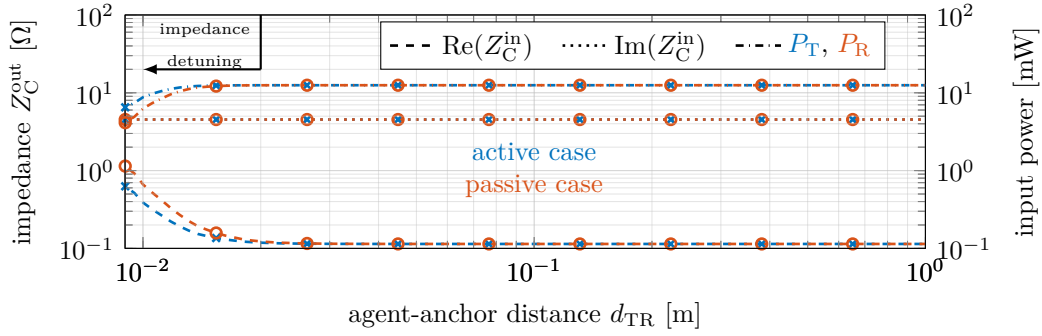 impedance
detuning
Re(Z_C^in) Im(Z_C^in) P_T, P_R
active case
passive case
impedance Z_C^out [Ω]
10^2
10^1
10^0
10^−1
input power [mW]
10^2
10^1
10^0
10^−1
10^−2 10^−1 10^0
agent-anchor distance d_TR [m]